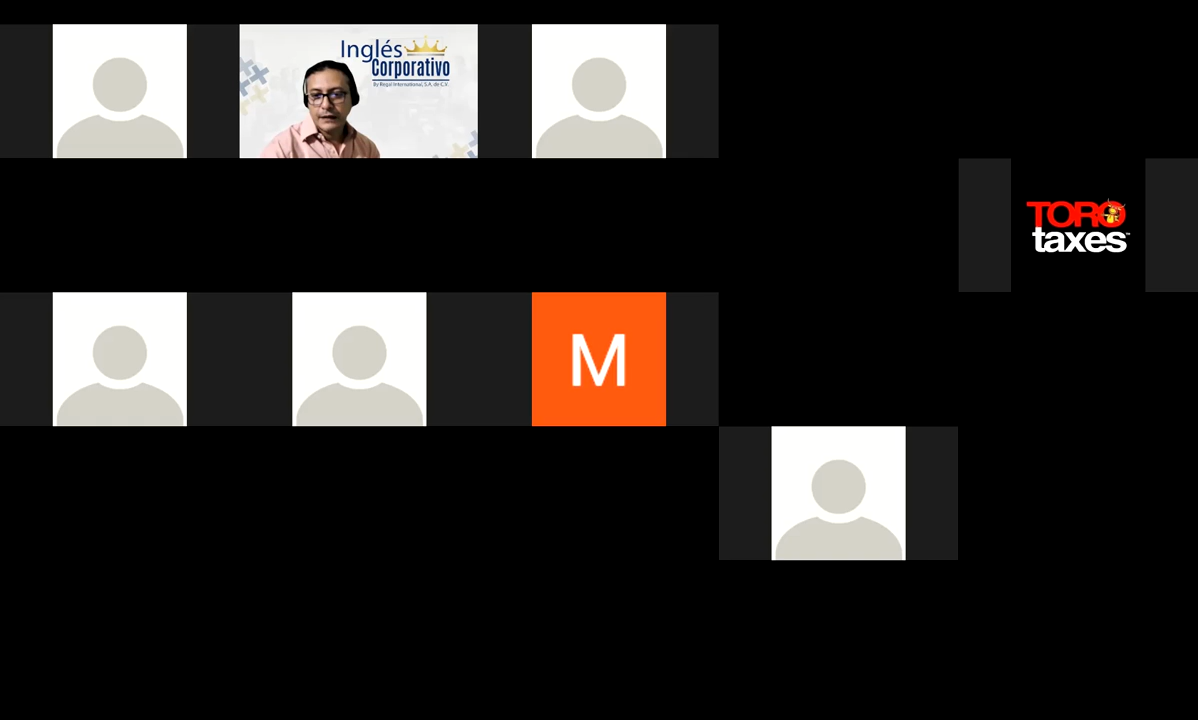 Inglés
Corporativo
By Regal International, S.A. de C.V.
TORO
taxes
M